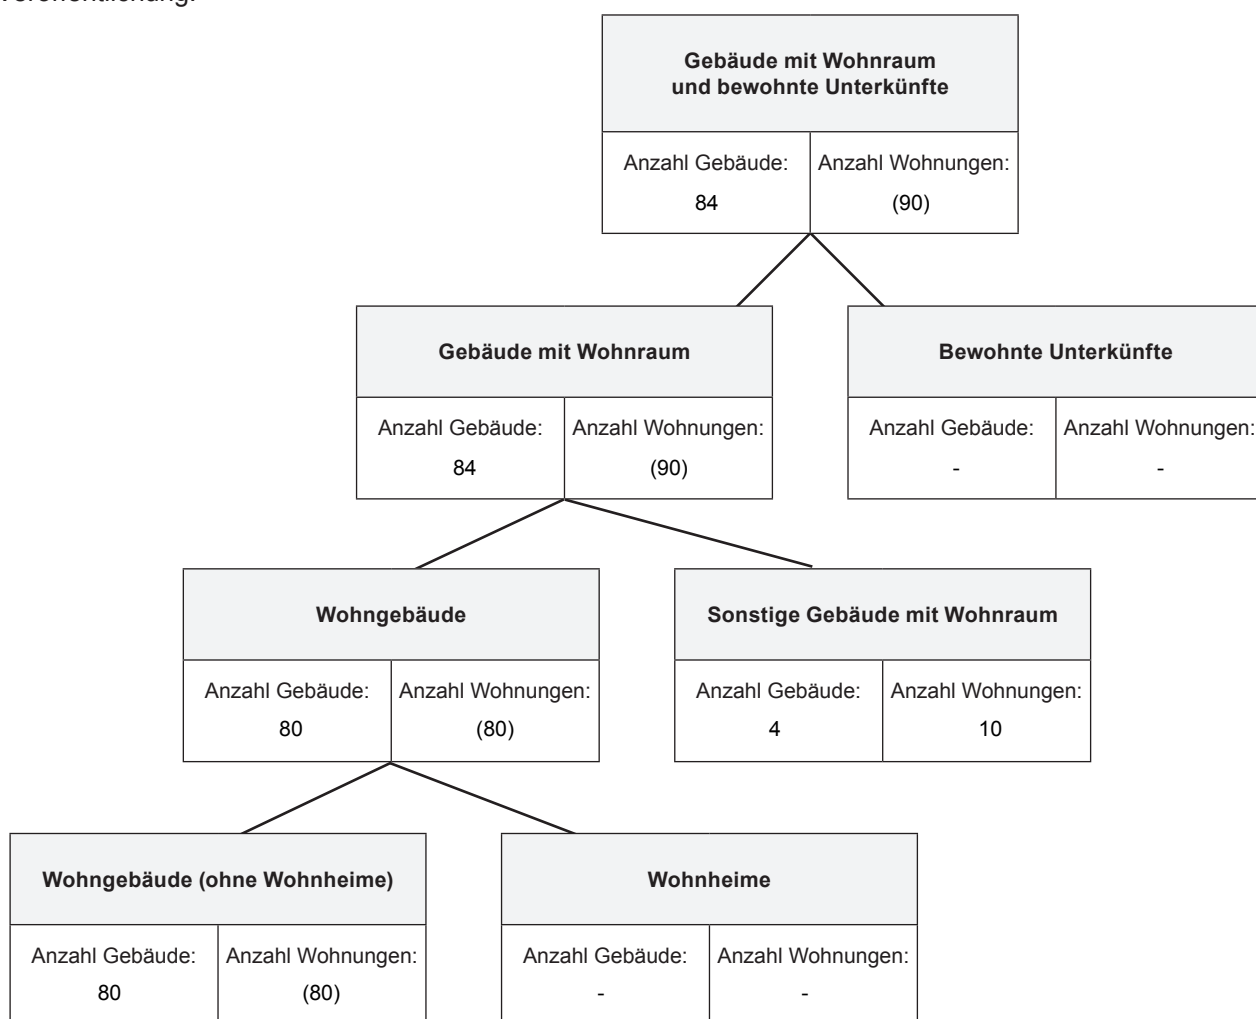 Veröffentlichung.
Gebäude mit Wohnraum
und bewohnte Unterkünfte
Anzahl Gebäude: Anzahl Wohnungen:
84 (90)
Gebäude mit Wohnraum Bewohnte Unterkünfte
Anzahl Gebäude: Anzahl Wohnungen: Anzahl Gebäude: Anzahl Wohnungen:
84 (90) - -
Wohngebäude Sonstige Gebäude mit Wohnraum
Anzahl Gebäude: Anzahl Wohnungen: Anzahl Gebäude: Anzahl Wohnungen:
80 (80) 4 10
Wohngebäude (ohne Wohnheime) Wohnheime
Anzahl Gebäude: Anzahl Wohnungen: Anzahl Gebäude: Anzahl Wohnungen:
80 (80) - -